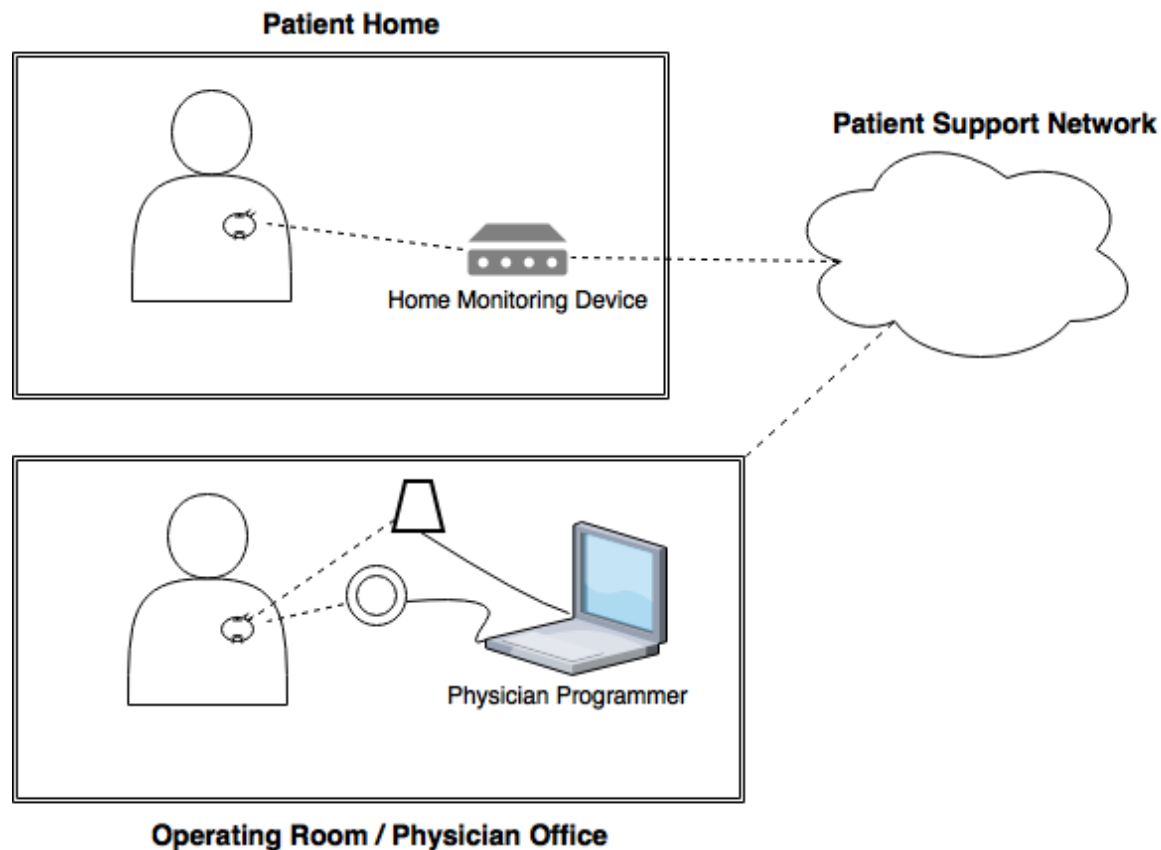 Patient Home
Patient Support Network
Home Monitoring Device
Physician Programmer
Operating Room / Physician Office